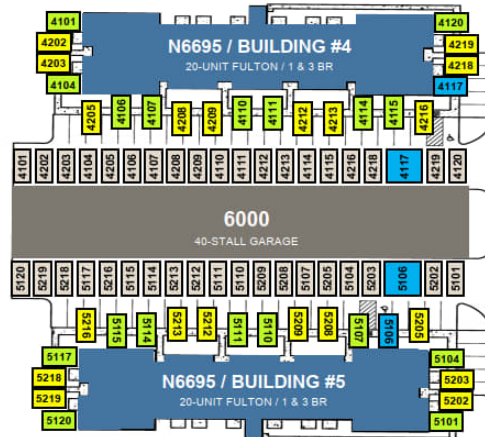 4101
4120
4202
N6695 / BUILDING #4
4219
4203
20-UNIT FULTON / 1 & 3 BR
4218
4104
4117
4205 4106 4107 4208 4209 4110 4111 4212 4213 4114 4115 4216
4101 4202 4203 4104 4205 4106 4107 4208 4209 4110 4111 4212 4213 4114 4115 4216 4218 4117 4219 4120
6000
40-STALL GARAGE
5120 5219 5218 5117 5216 5115 5114 5213 5212 5111 5110 5209 5208 5107 5205 5104 5203 5106 5202 5101
5216 5115 5114 5213 5212 5111 5110 5209 5208 5107 5106 5205
5117
5104
5218
N6695 / BUILDING #5
5203
5219
20-UNIT FULTON / 1 & 3 BR
5202
5120
5101